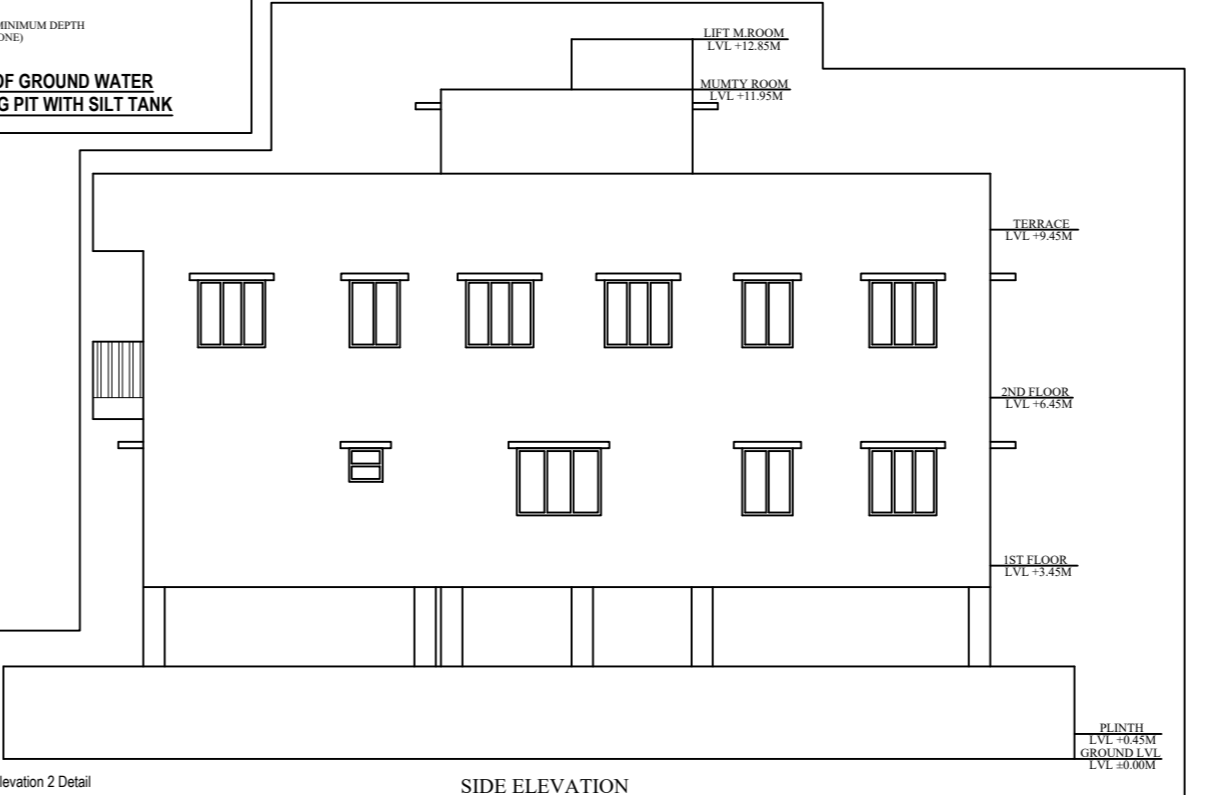 MINIMUM DEPTH
ONE)
OF GROUND WATER
G PIT WITH SILT TANK
LIFT M.ROOM
LVL +12.85M
MUMTY ROOM
LVL +11.95M
TERRACE
LVL +9.45M
2ND FLOOR
LVL +6.45M
1ST FLOOR
LVL +3.45M
PLINTH
LVL +0.45M
GROUND LVL
LVL ±0.00M
levation 2 Detail
SIDE ELEVATION